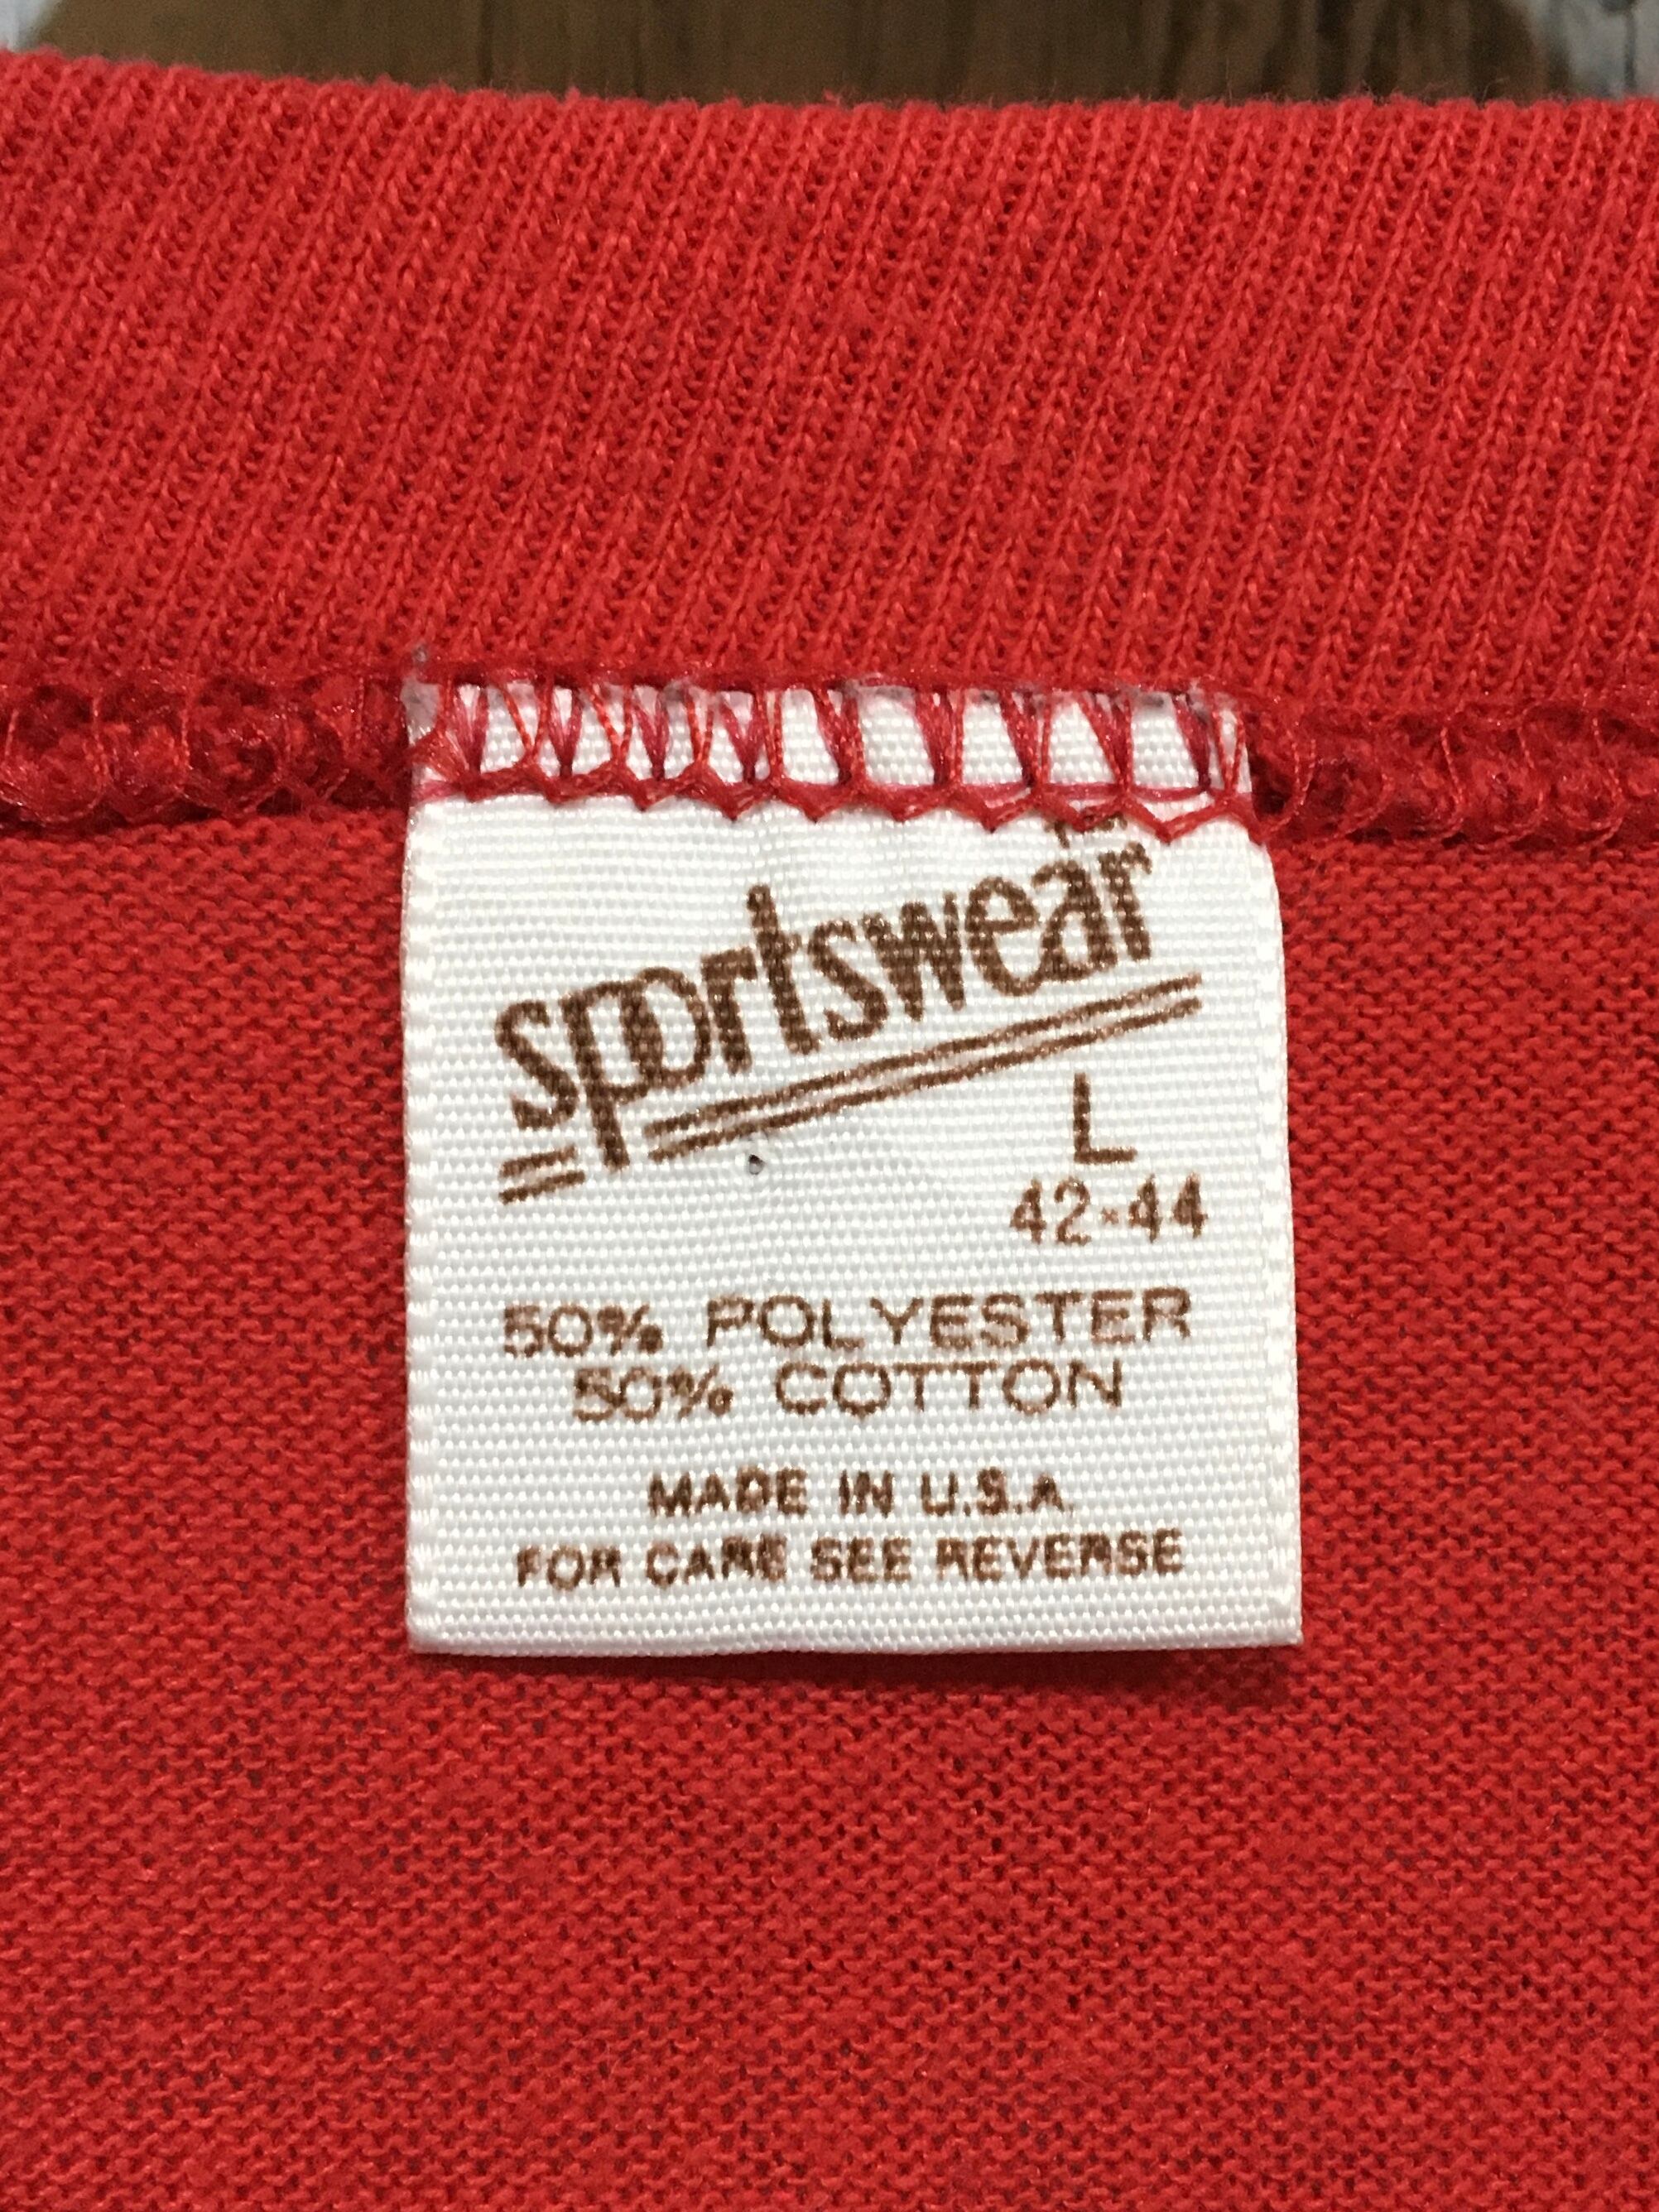 sportswear
L
42-44
50% POLYESTER
50% COTTON
MADE IN U.S.A
FOR CARE SEE REVERSE